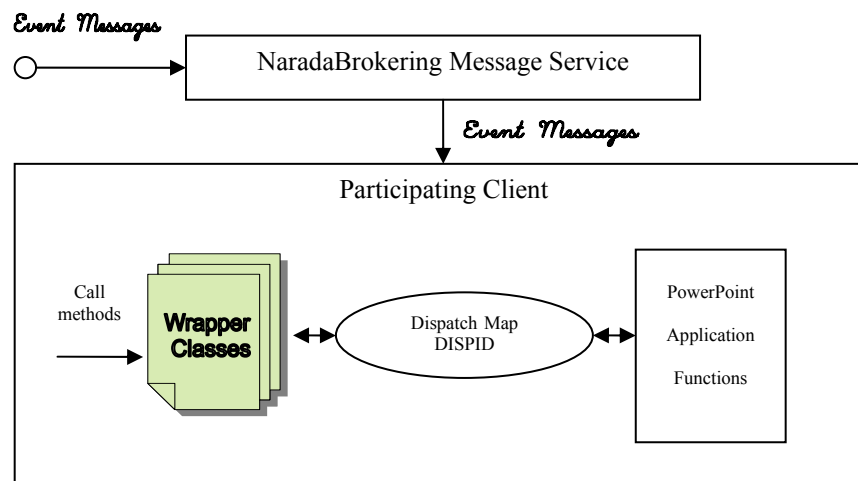 Event Messages
NaradaBrokering Message Service
Event Messages
Participating Client
Call
methods
Wrapper
Classes
Dispatch Map
DISPID
PowerPoint
Application
Functions